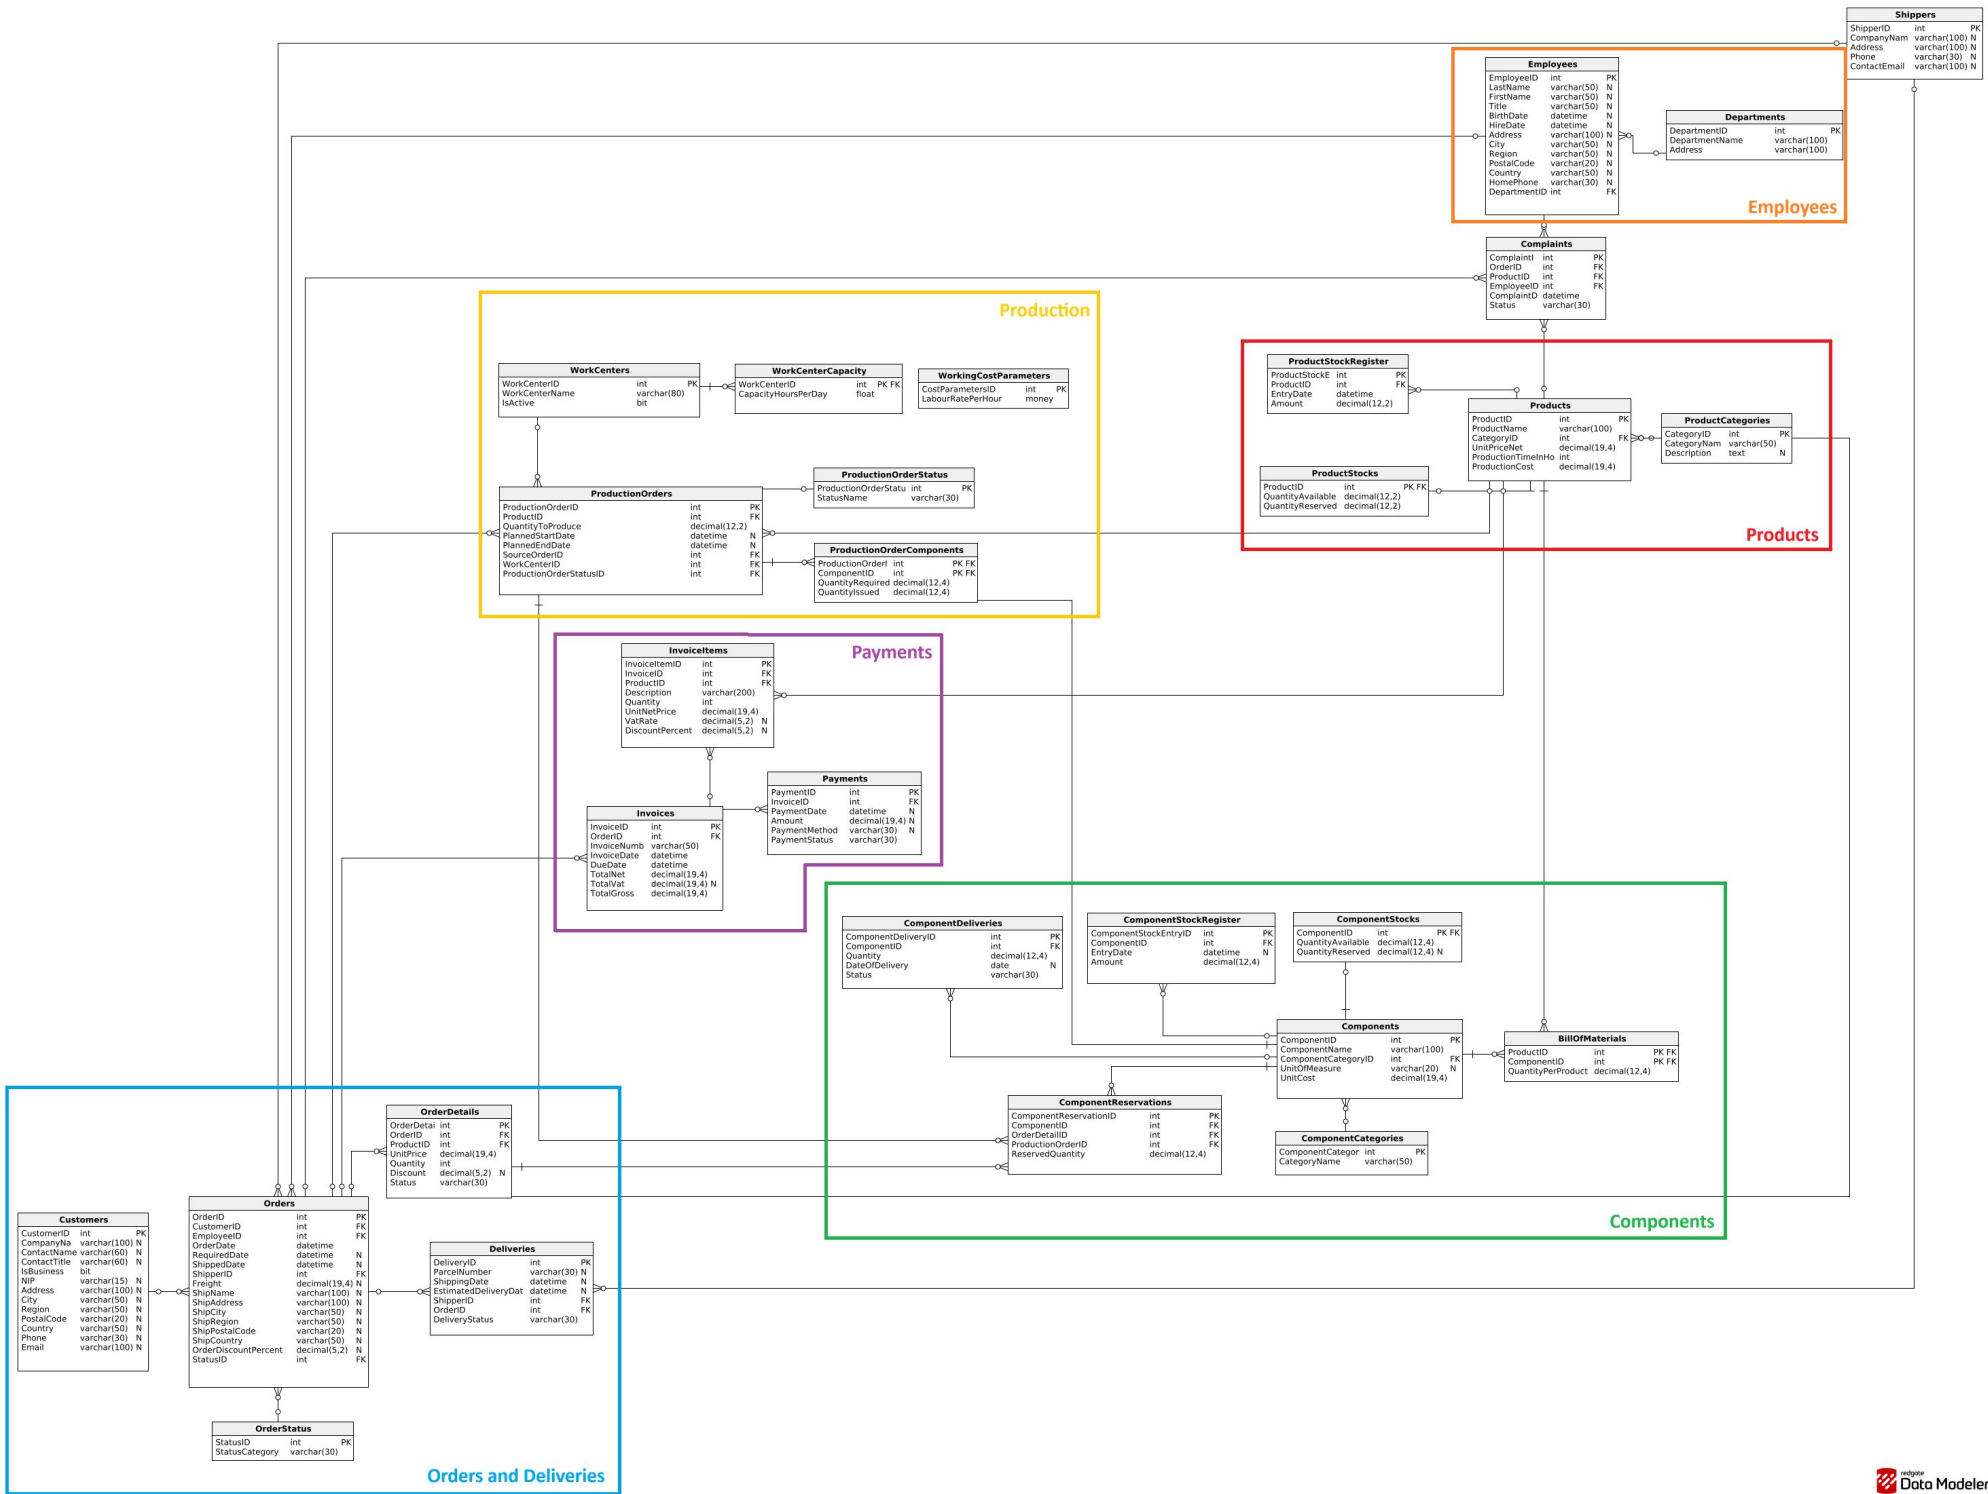 Shippers
ShipperID int PK
CompanyNam varchar(100) N
Address varchar(100) N
Phone varchar(30) N
ContactEmail varchar(100) N
Employees
EmployeeID int PK
LastName varchar(50) N
FirstName varchar(50) N
Title varchar(50) N
BirthDate datetime N
HireDate datetime N
Address varchar(100) N
City varchar(50) N
Region varchar(50) N
PostalCode varchar(20) N
Country varchar(50) N
HomePhone varchar(30) N
DepartmentID int FK
Departments
DepartmentID int PK
DepartmentName varchar(100)
Address varchar(100)
Employees
Complaints
ComplaintI int PK
OrderID int FK
ProductID int FK
EmployeeID int FK
ComplaintD datetime
Status varchar(30)
Production
WorkCenters
WorkCenterID int PK
WorkCenterName varchar(80)
IsActive bit
WorkCenterCapacity
WorkCenterID int PK FK
CapacityHoursPerDay float
WorkingCostParameters
CostParametersID int PK
LabourRatePerHour money
ProductionOrderStatus
ProductionOrderStatu int PK
StatusName varchar(30)
ProductionOrders
ProductionOrderID int PK
ProductID int FK
QuantityToProduce decimal(12,2)
PlannedStartDate datetime N
PlannedEndDate datetime N
SourceOrderID int FK
WorkCenterID int FK
ProductionOrderStatusID int FK
ProductionOrderComponents
ProductionOrderI int PK FK
ComponentID int PK FK
QuantityRequired decimal(12,4)
QuantityIssued decimal(12,4)
ProductStockRegister
ProductStockE int PK
ProductID int FK
EntryDate datetime
Amount decimal(12,2)
Products
ProductID int PK
ProductName varchar(100)
CategoryID int FK
UnitPriceNet decimal(19,4)
ProductionTimeInHo int
ProductionCost decimal(19,4)
ProductCategories
CategoryID int PK
CategoryNam varchar(50)
Description text N
ProductStocks
ProductID int PK FK
QuantityAvailable decimal(12,2)
QuantityReserved decimal(12,2)
Products
Payments
InvoiceItems
InvoiceItemID int PK
InvoiceID int FK
ProductID int FK
Description varchar(200)
Quantity int
UnitNetPrice decimal(19,4)
VatRate decimal(5,2) N
DiscountPercent decimal(5,2) N
Payments
PaymentID int PK
InvoiceID int FK
PaymentDate datetime N
Amount decimal(19,4) N
PaymentMethod varchar(30) N
PaymentStatus varchar(30)
Invoices
InvoiceID int PK
OrderID int FK
InvoiceNumb varchar(50)
InvoiceDate datetime
DueDate datetime
TotalNet decimal(19,4)
TotalVat decimal(19,4) N
TotalGross decimal(19,4)
ComponentDeliveries
ComponentDeliveryID int PK
ComponentID int FK
Quantity decimal(12,4)
DateOfDelivery date N
Status varchar(30)
ComponentStockRegister
ComponentStockEntryID int PK
ComponentID int FK
EntryDate datetime N
Amount decimal(12,4)
ComponentStocks
ComponentID int PK FK
QuantityAvailable decimal(12,4)
QuantityReserved decimal(12,4) N
Components
ComponentID int PK
ComponentName varchar(100)
ComponentCategoryID int FK
UnitOfMeasure varchar(20) N
UnitCost decimal(19,4)
BillOfMaterials
ProductID int PK FK
ComponentID int PK FK
QuantityPerProduct decimal(12,4)
ComponentReservations
ComponentReservationID int PK
ComponentID int FK
OrderDetailID int FK
ProductionOrderID int FK
ReservedQuantity decimal(12,4)
ComponentCategories
ComponentCategor int PK
CategoryName varchar(50)
Components
OrderDetails
OrderDetai int PK
OrderID int FK
ProductID int FK
UnitPrice decimal(19,4)
Quantity int
Discount decimal(5,2) N
Status varchar(30)
Customers
CustomerID int PK
CompanyNa varchar(100) N
ContactName varchar(60) N
ContactTitle varchar(60) N
IsBusiness bit
NIP varchar(15) N
Address varchar(100) N
City varchar(50) N
Region varchar(50) N
PostalCode varchar(20) N
Country varchar(50) N
Phone varchar(30) N
Email varchar(100) N
Orders
OrderID int PK
CustomerID int FK
EmployeeID int FK
OrderDate datetime
RequiredDate datetime N
ShippedDate datetime N
ShipperID int FK
Freight decimal(19,4) N
ShipName varchar(100) N
ShipAddress varchar(100) N
ShipCity varchar(50) N
ShipRegion varchar(50) N
ShipPostalCode varchar(20) N
ShipCountry varchar(50) N
OrderDiscountPercent decimal(5,2) N
StatusID int FK
Deliveries
DeliveryID int PK
ParcelNumber varchar(30) N
ShippingDate datetime N
EstimatedDeliveryDat datetime N
ShipperID int FK
OrderID int FK
DeliveryStatus varchar(30)
OrderStatus
StatusID int PK
StatusCategory varchar(30)
Orders and Deliveries
redgate
Data Modeler